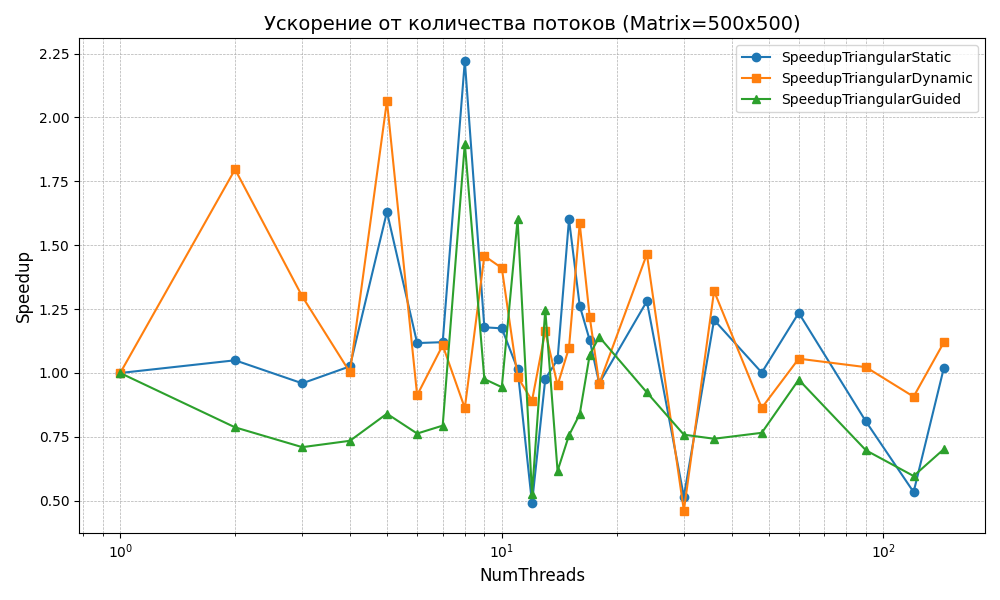 Ускорение от количества потоков (Matrix=500x500)
SpeedupTriangularStatic
SpeedupTriangularDynamic
SpeedupTriangularGuided
Speedup
2.25
2.00
1.75
1.50
1.25
1.00
0.75
0.50
10⁰ 10¹ 10²
NumThreads